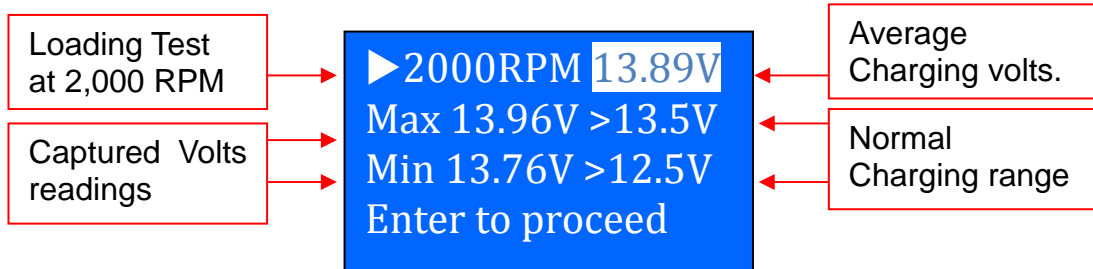 Loading Test
at 2,000 RPM
Captured Volts
readings
▶2000RPM 13.89V
Max 13.96V >13.5V
Min 13.76V >12.5V
Enter to proceed
Average
Charging volts.
Normal
Charging range